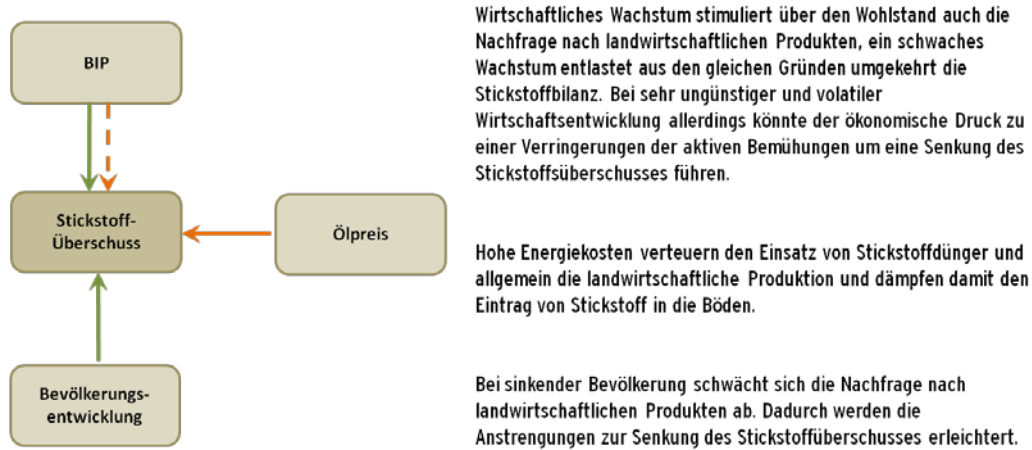 BIP
Stickstoff-
Überschuss
Ölpreis
Bevölkerungs-
entwicklung
Wirtschaftliches Wachstum stimuliert über den Wohlstand auch die
Nachfrage nach landwirtschaftlichen Produkten, ein schwaches
Wachstum entlastet aus den gleichen Gründen umgekehrt die
Stickstoffbilanz. Bei sehr ungünstiger und volatiler
Wirtschaftsentwicklung allerdings könnte der ökonomische Druck zu
einer Verringerungen der aktiven Bemühungen um eine Senkung des
Stickstoffsüberschusses führen.
Hohe Energiekosten verteuern den Einsatz von Stickstoffdünger und
allgemein die landwirtschaftliche Produktion und dämpfen damit den
Eintrag von Stickstoff in die Böden.
Bei sinkender Bevölkerung schwächt sich die Nachfrage nach
landwirtschaftlichen Produkten ab. Dadurch werden die
Anstrengungen zur Senkung des Stickstoffüberschusses erleichtert.